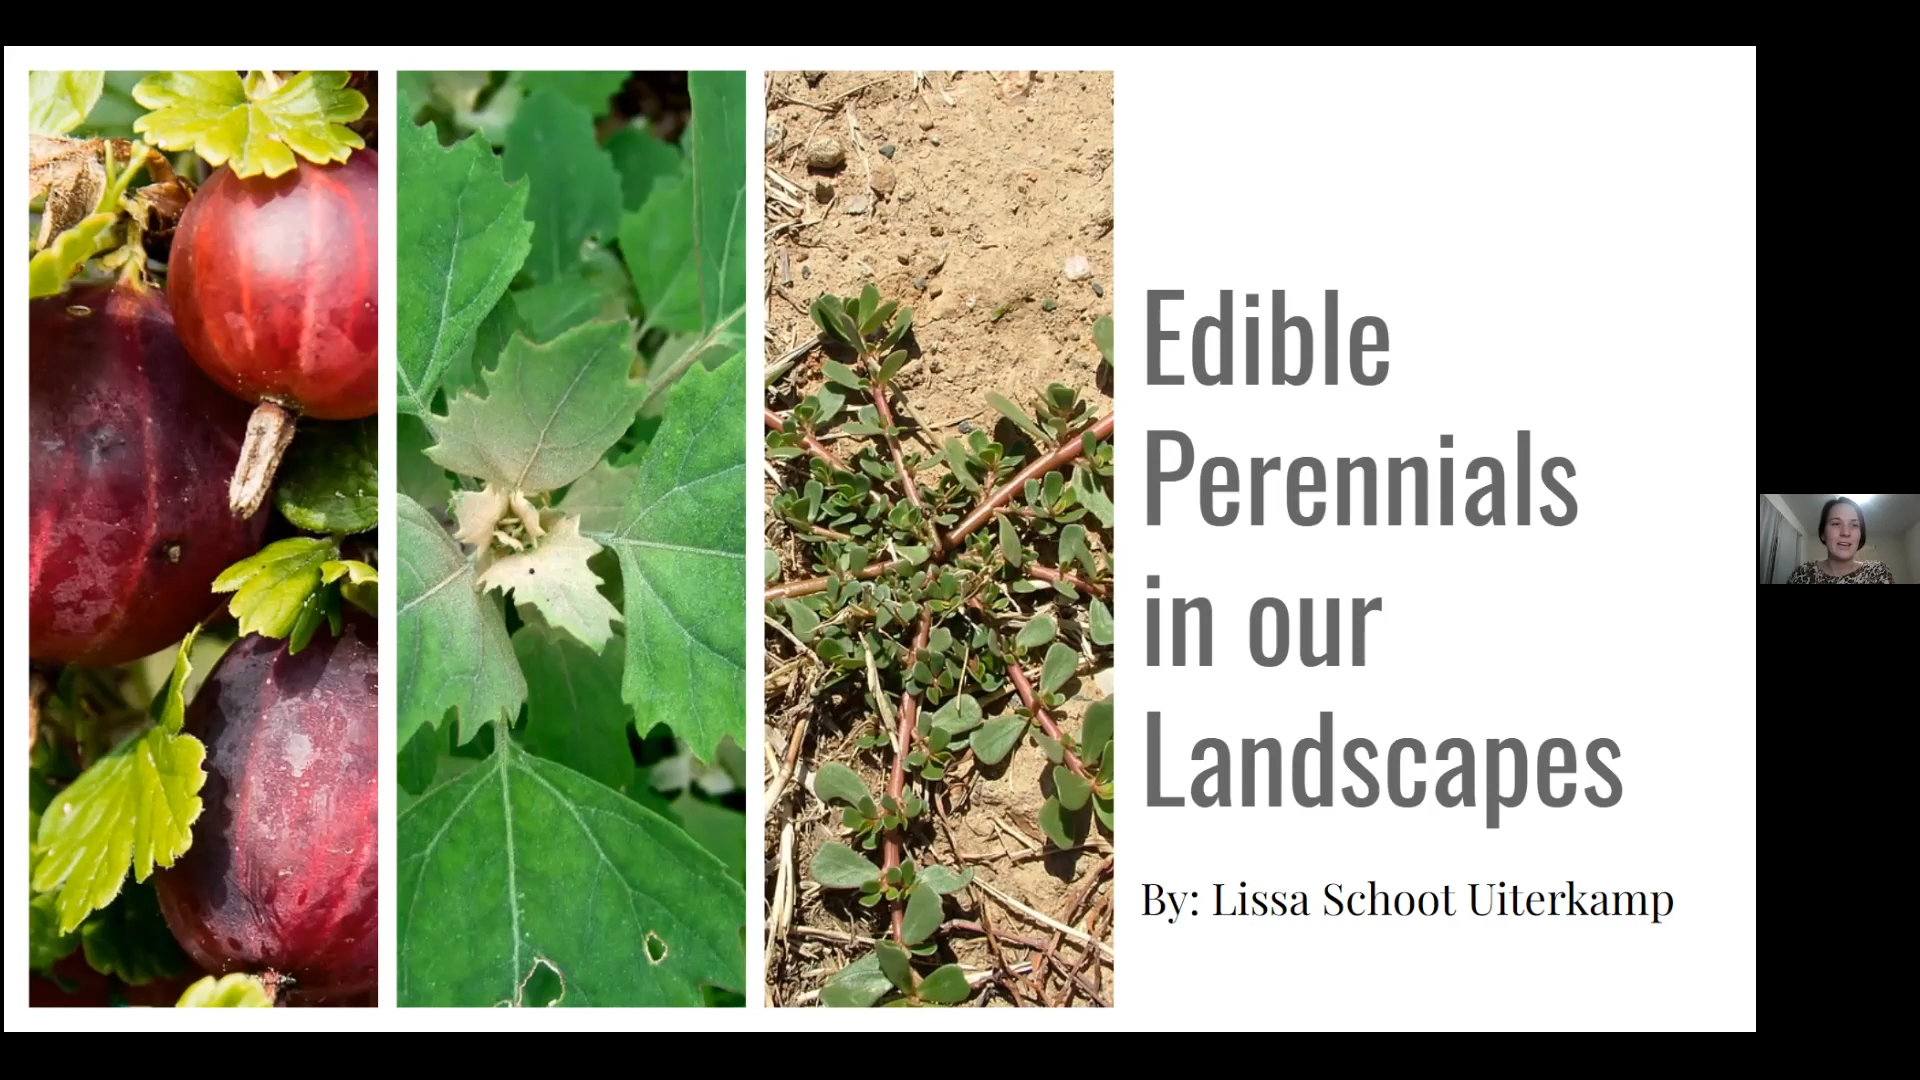 Edible
Perennials
in our
Landscapes
By: Lissa Schoot Uiterkamp